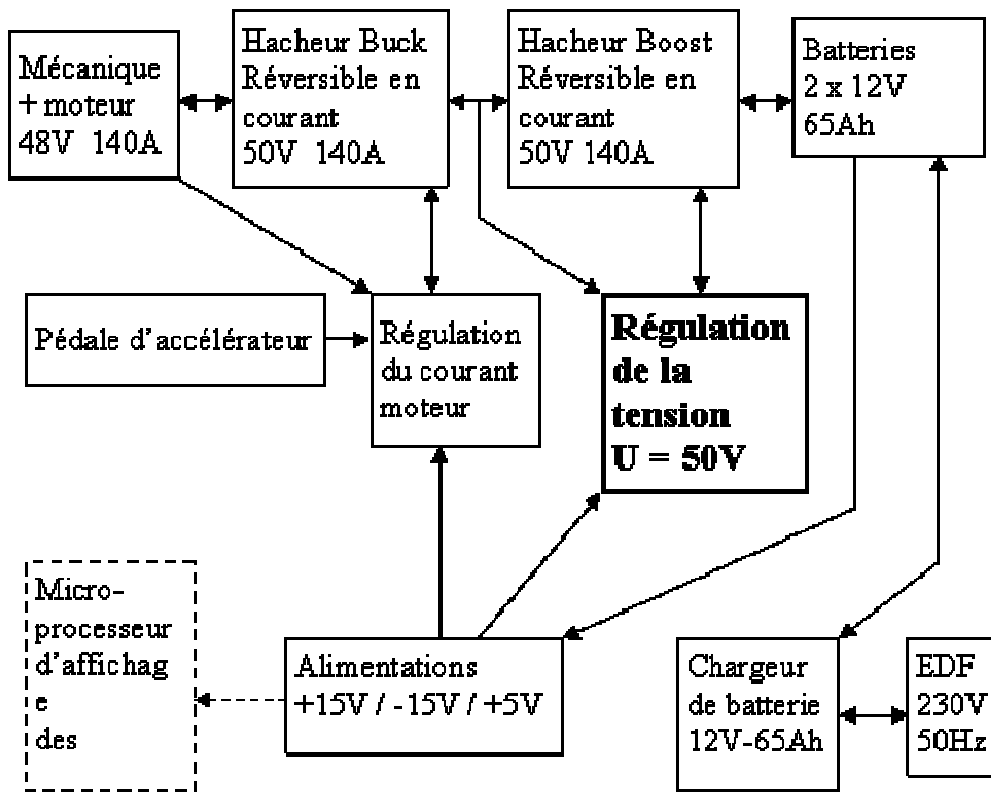 Mécanique
+ moteur
48V 140A
Hacheur Buck
Réversible en
courant
50V 140A
Hacheur Boost
Réversible en
courant
50V 140A
Batteries
2 x 12V
65Ah
Pédale d'accélérateur
Régulation
du courant
moteur
Régulation
de la
tension
U = 50V
Micro-
processeur
d'affichag
e
des
Alimentations
+15V / -15V / +5V
Chargeur
de batterie
12V-65Ah
EDF
230V
50Hz